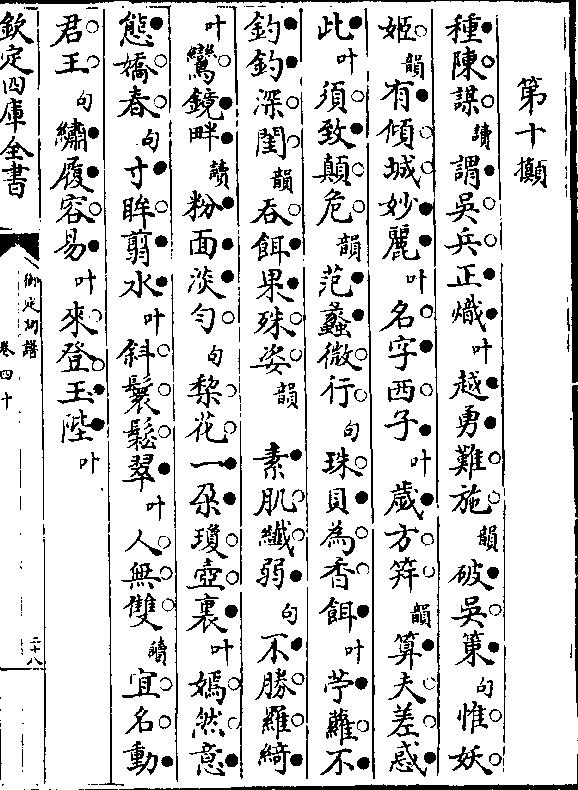 第十攧
種陳謀讀謂吳兵正熾叶越勇難施韻破吳策句惟妖
姬韻有傾城妙麗叶名字西子叶歲方笄韻算夫差惑
此叶須致顛危韻范蠡微行句珠貝為香餌叶苧蘿不
釣釣深閨韻吞餌果殊姿韻 素肌纖弱句不勝羅綺
叶鸞鏡畔讀粉面淡勻句棃花一朶瓊壺裏叶嫣然意
態嬌春句寸眸翦水叶斜鬟鬆翠叶人無雙讀宜名動
君王句繡履容易叶來登玉陛叶
欽定四庫全書
御定詞譜
卷四十
二十八